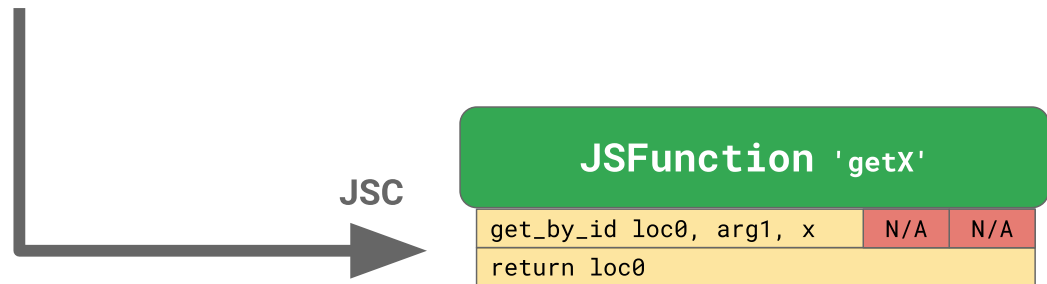 JSC
JSFunction 'getX'
get_by_id loc0, arg1, x N/A N/A
return loc0